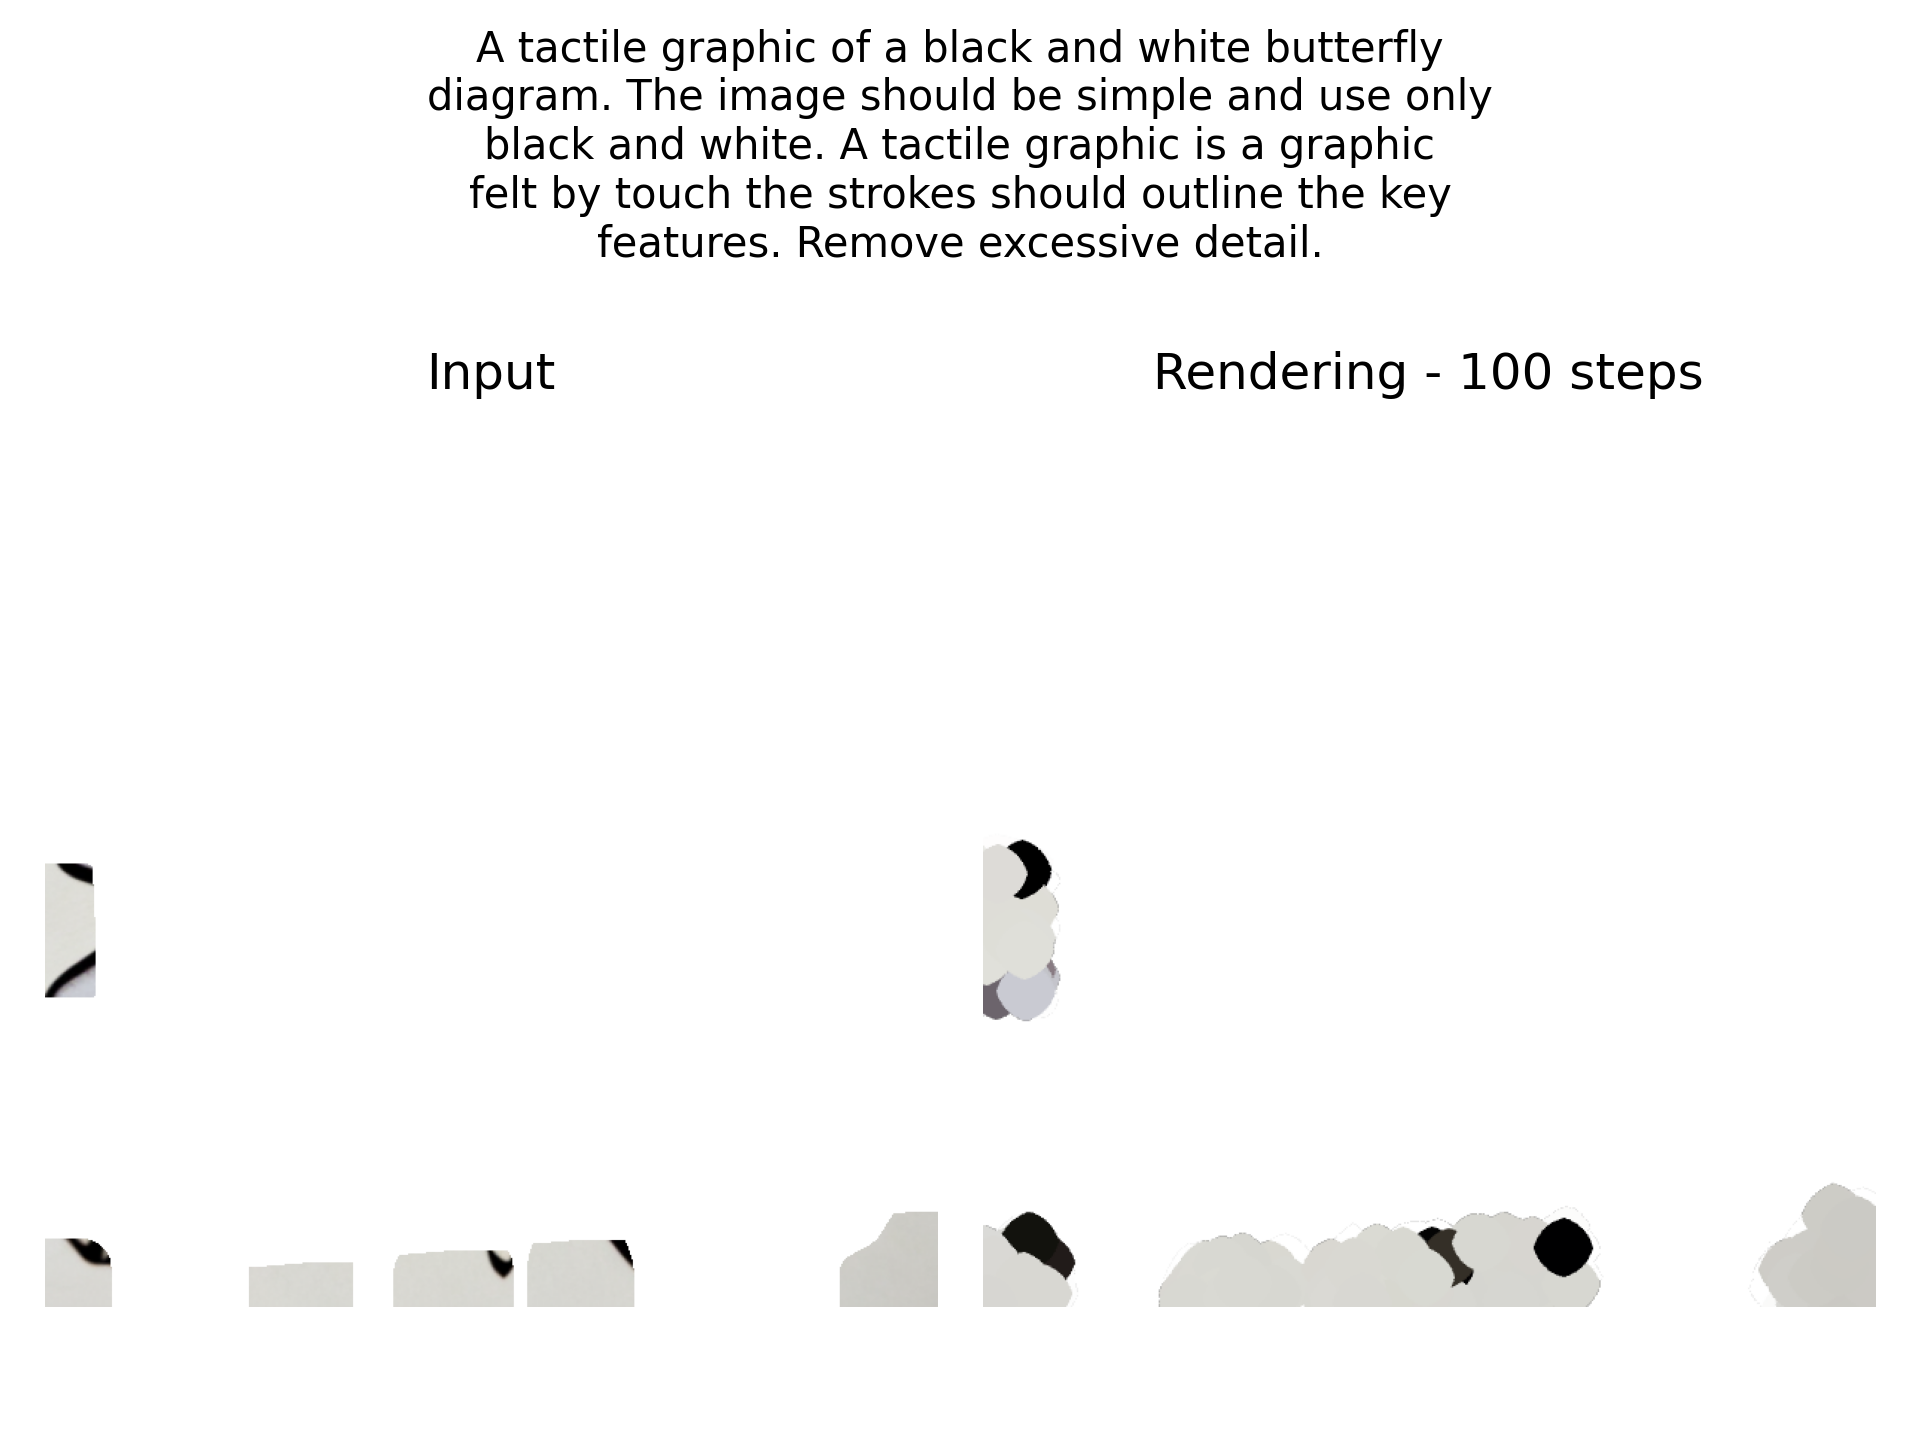 A tactile graphic of a black and white butterfly
diagram. The image should be simple and use only
black and white. A tactile graphic is a graphic
felt by touch the strokes should outline the key
features. Remove excessive detail.
Input
Rendering - 100 steps